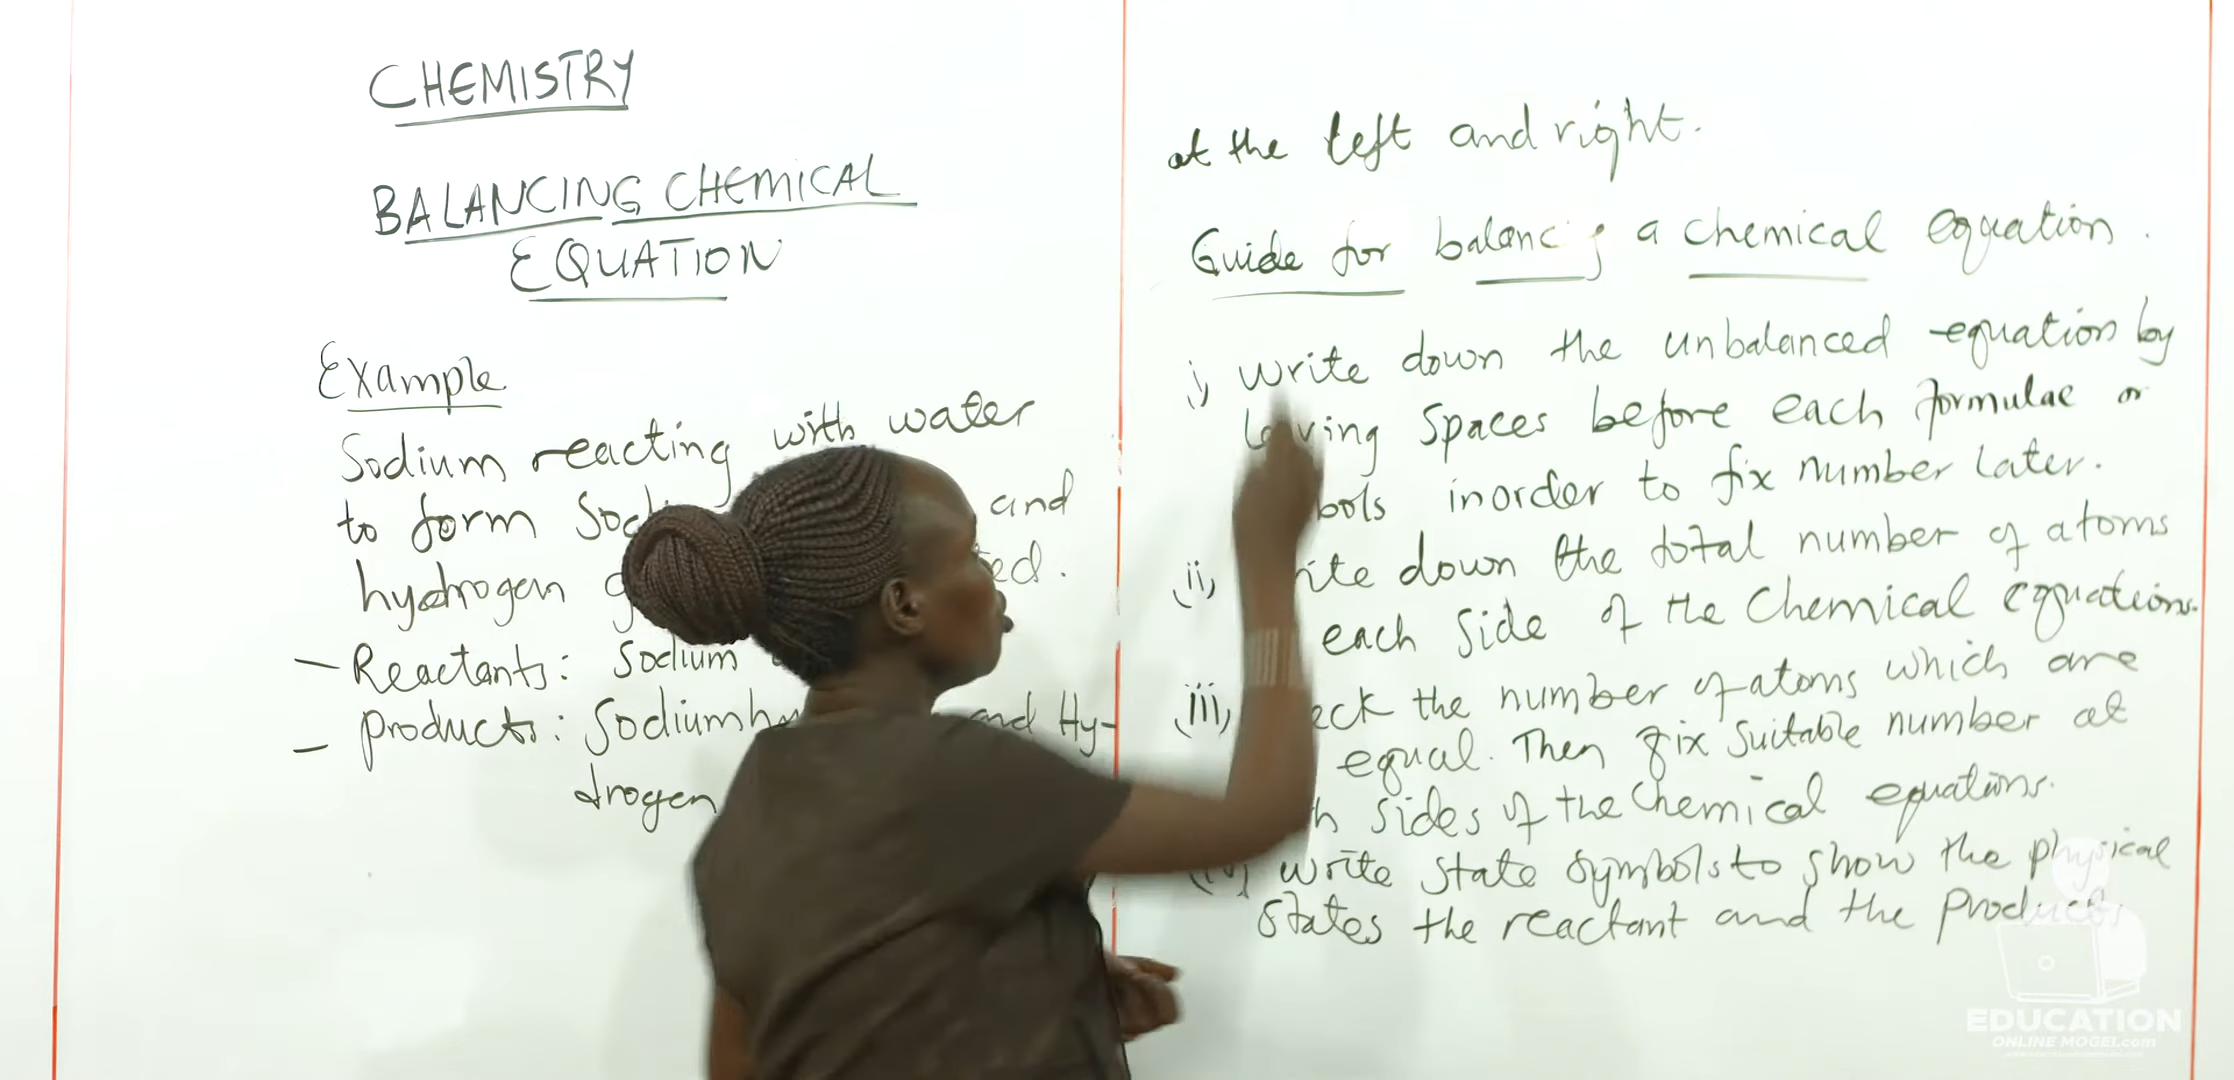 CHEMISTRY
BALANCING CHEMICAL
EQUATION
Example
Sodium reacting with water
to form and
hydrogen
- Reactants: Sodium
- products: and Hy-
drogen
at the left and right.
Guide for a chemical equation.
i) Write down the unbalanced equation by
Spaces before each formulae or
inorder to fix number later.
(ii) down the total number of atoms
each side of the Chemical equations.
(iii) the number of atoms which are
equal. Then fix suitable number at
sides of the chemical equations.
write state symbols to show the physical
states the reactant and the
EDUCATION
ONLINE MOGEI.com